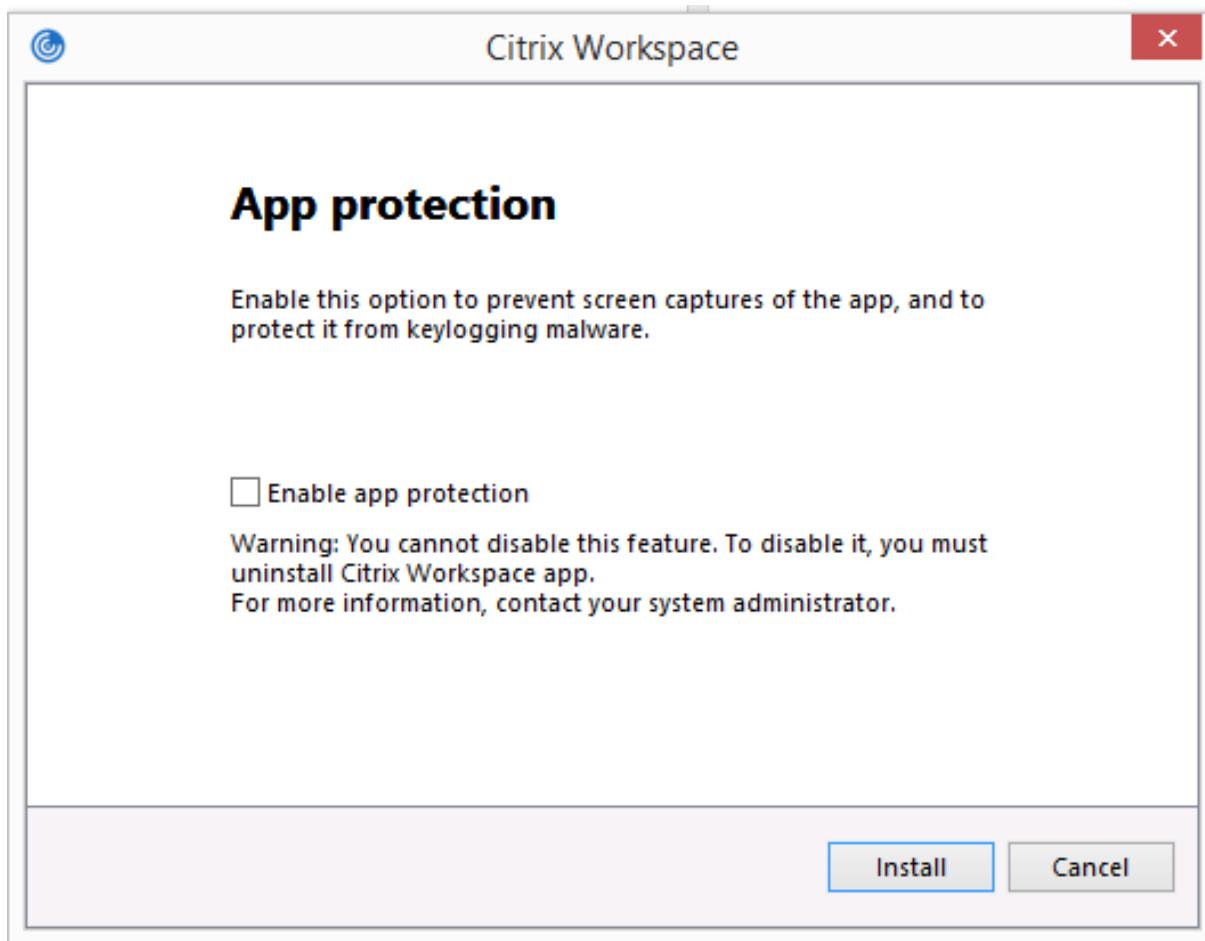 Citrix Workspace
App protection
Enable this option to prevent screen captures of the app, and to
protect it from keylogging malware.
Enable app protection
Warning: You cannot disable this feature. To disable it, you must
uninstall Citrix Workspace app.
For more information, contact your system administrator.
Install Cancel